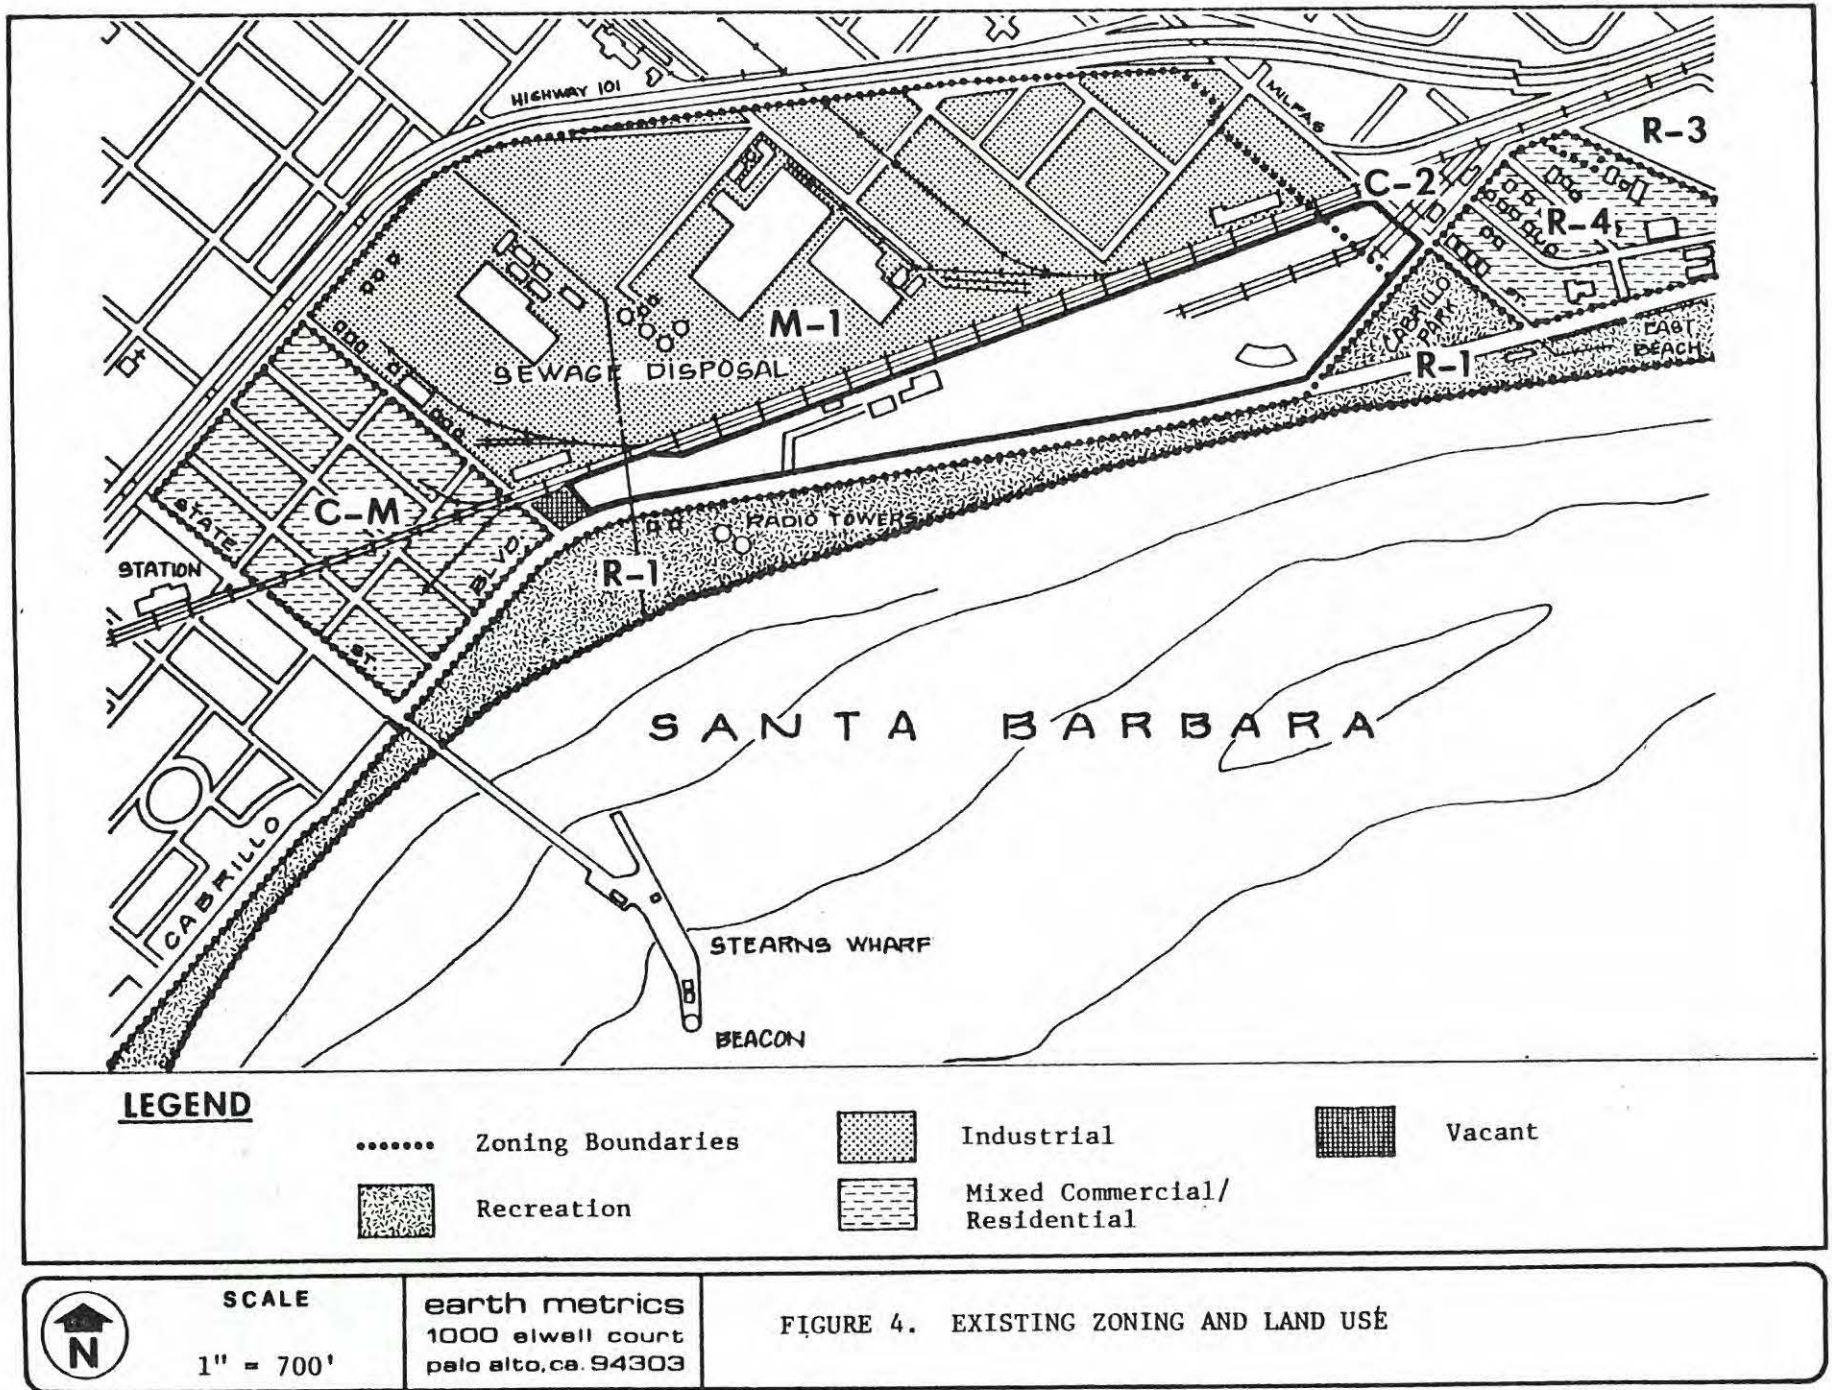 HIGHWAY 101
MILPAS
R-3
C-2
R-4
ST.
CABRILLO
PARK
EAST
BEACH
R-1
M-1
SEWAGE DISPOSAL
C-M
STATE
ST.
BLVD
STATION
RADIO TOWERS
R-1
SANTA BARBARA
CABRILLO
STEARNS WHARF
BEACON
LEGEND
Zoning Boundaries
Recreation
Industrial
Mixed Commercial/
Residential
Vacant
N
SCALE
1" = 700'
earth metrics
1000 elwell court
palo alto, ca. 94303
FIGURE 4. EXISTING ZONING AND LAND USE